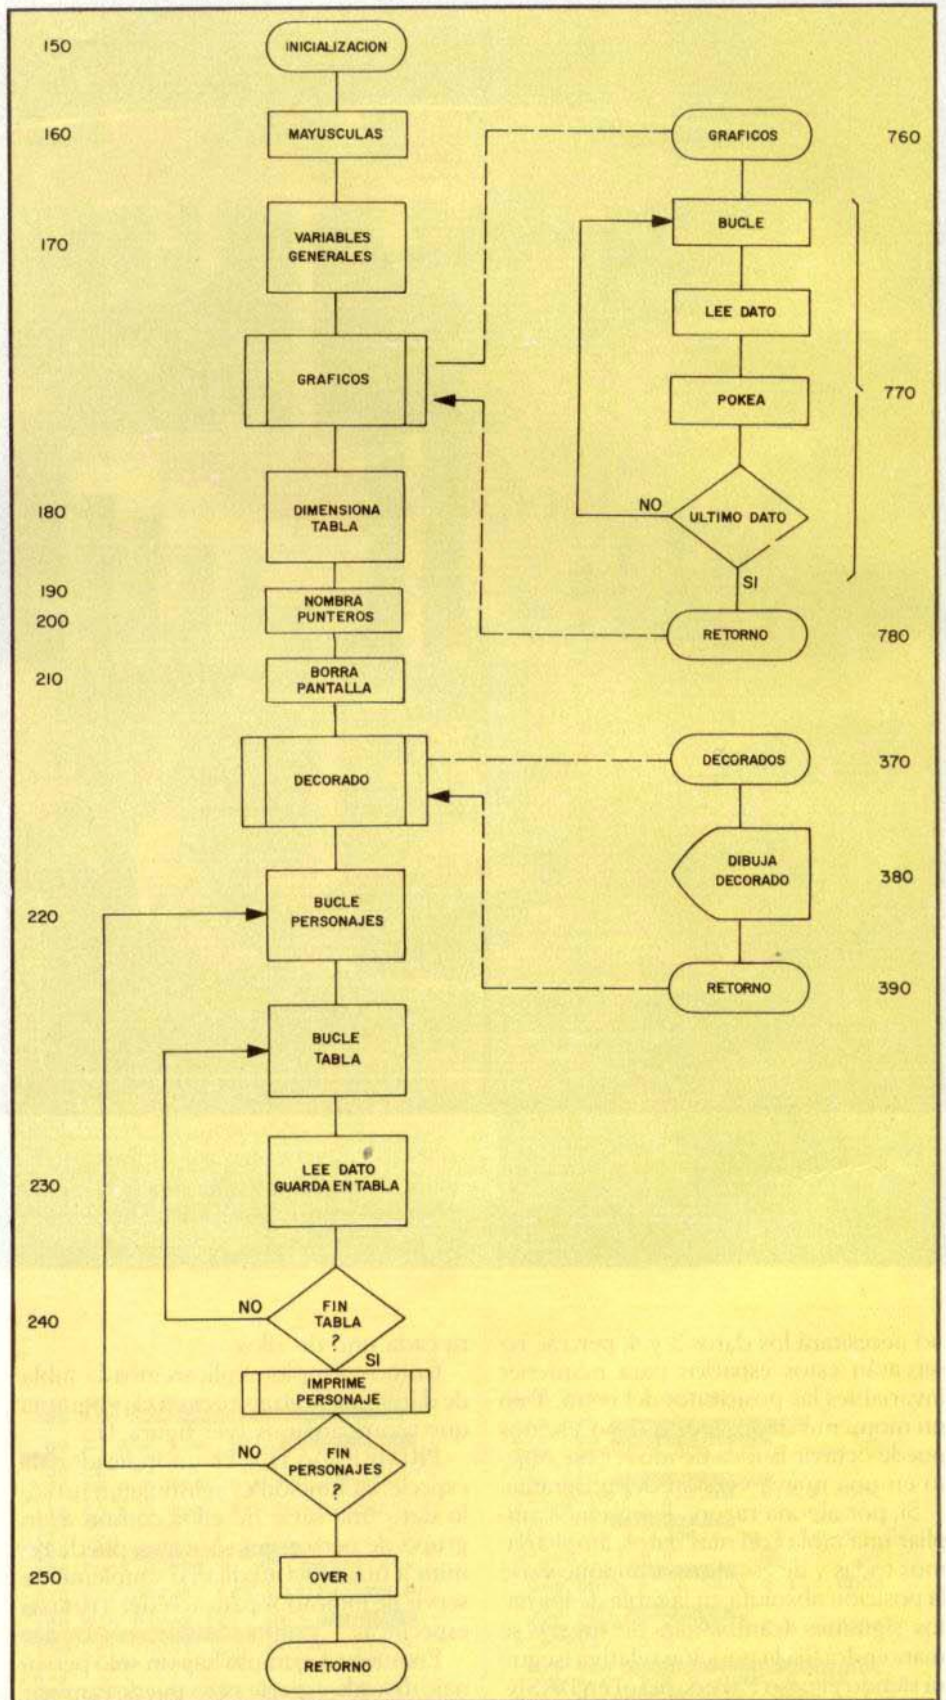 150
INICIALIZACION
160
MAYUSCULAS
170
VARIABLES
GENERALES
GRAFICOS
180
DIMENSIONA
TABLA
190
200
NOMBRA
PUNTEROS
210
BORRA
PANTALLA
DECORADO
220
BUCLE
PERSONAJES
BUCLE
TABLA
230
LEE DATO
GUARDA EN TABLA
240
NO
FIN
TABLA
?
SI
IMPRIME
PERSONAJE
NO
FIN
PERSONAJES
?
250
OVER 1
RETORNO
GRAFICOS
760
BUCLE
LEE DATO
POKEA
770
NO
ULTIMO DATO
SI
RETORNO
780
DECORADOS
370
DIBUJA
DECORADO
380
RETORNO
390